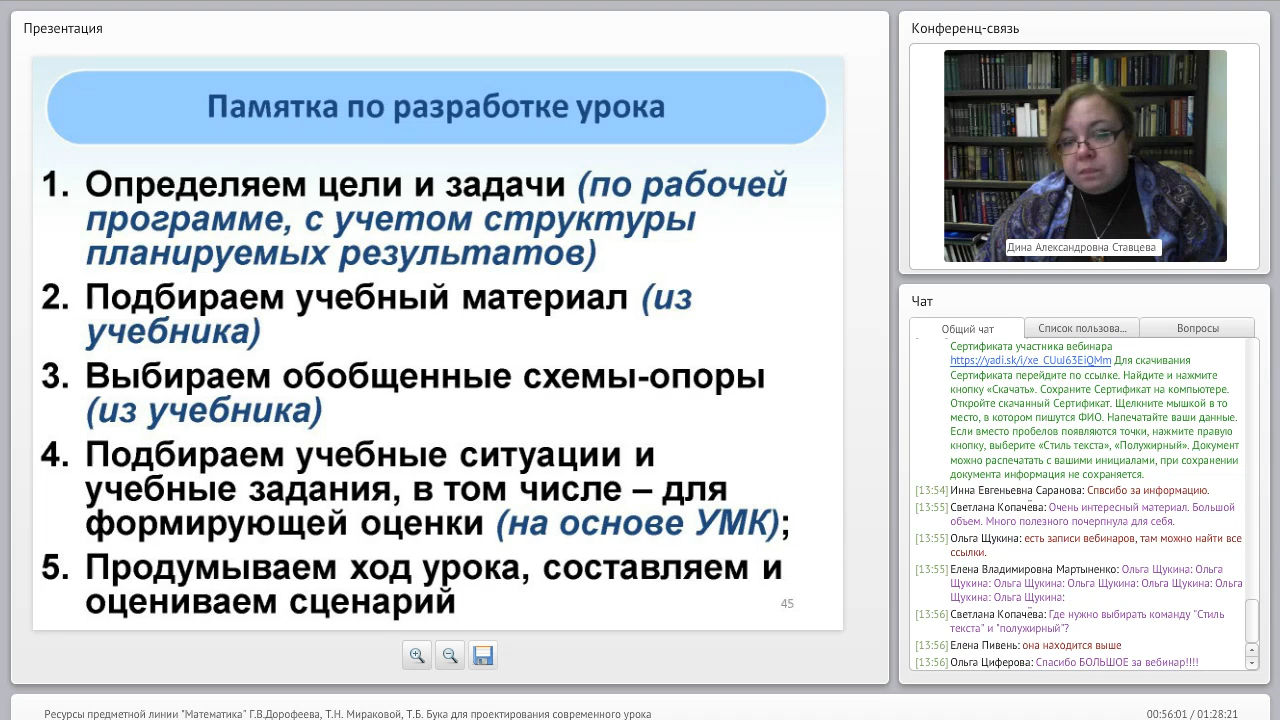 Презентация
Памятка по разработке урока
1. Определяем цели и задачи (по рабочей
программе, с учетом структуры
планируемых результатов)
2. Подбираем учебный материал (из
учебника)
3. Выбираем обобщенные схемы-опоры
(из учебника)
4. Подбираем учебные ситуации и
учебные задания, в том числе – для
формирующей оценки (на основе УМК);
5. Продумываем ход урока, составляем и
оцениваем сценарий
45
Конференц-связь
Дина Александровна Ставцева
Чат
Общий чат
Список пользова...
Вопросы
Сертификата участника вебинара
https://yadi.sk/i/xe_CUuJ63EiQMm Для скачивания
Сертификата перейдите по ссылке. Найдите и нажмите
кнопку «Скачать». Сохраните Сертификат на компьютере.
Откройте скачанный Сертификат. Щелкните мышкой в то
место, в котором пишутся ФИО. Напечатайте ваши данные.
Если вместо пробелов появляются точки, нажмите правую
кнопку, выберите «Стиль текста», «Полужирный». Документ
можно распечатать с вашими инициалами, при сохранении
документа информация не сохраняется.
[13:54] Инна Евгеньевна Саранова: Спвсибо за информацию.
[13:55] Светлана Копачёва: Очень интересный материал. Большой
объем. Много полезного почерпнула для себя.
[13:55] Ольга Щукина: есть записи вебинаров, там можно найти все
ссылки.
[13:55] Елена Владимировна Мартыненко: Ольга Щукина: Ольга
Щукина: Ольга Щукина: Ольга Щукина: Ольга Щукина: Ольга
Щукина: Ольга Щукина:
[13:56] Светлана Копачёва: Где нужно выбирать команду "Стиль
текста" и "полужирный"?
[13:56] Елена Пивень: она находится выше
[13:56] Ольга Циферова: Спасибо БОЛЬШОЕ за вебинар!!!!
Ресурсы предметной линии "Математика" Г.В.Дорофеева, Т.Н. Мираковой, Т.Б. Бука для проектирования современного урока
00:56:01 / 01:28:21